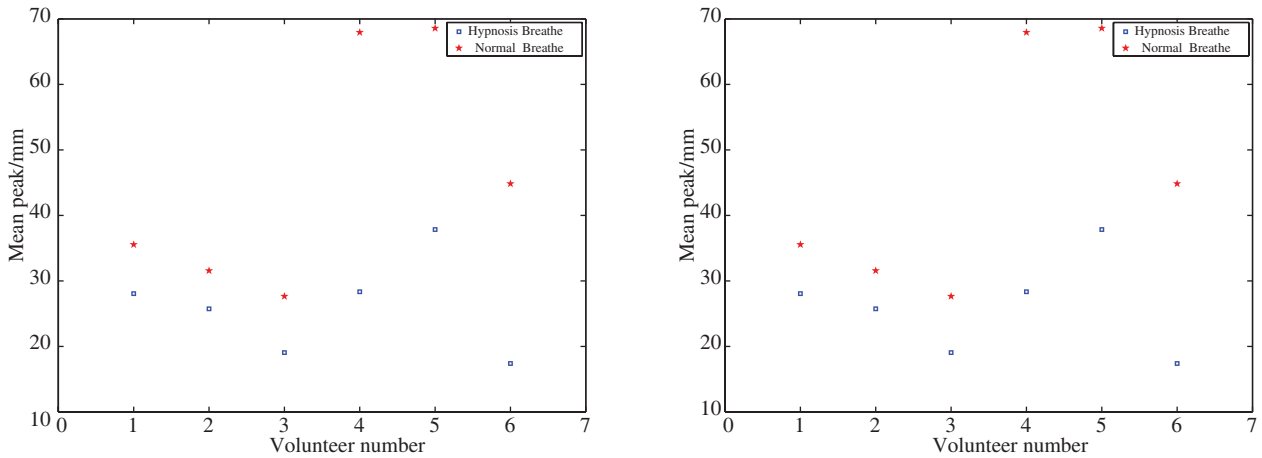 70
60
50
40
30
20
10
Mean peak/mm
Hypnosis Breathe
Normal Breathe
0 1 2 3 4 5 6 7
Volunteer number
70
60
50
40
30
20
10
Mean peak/mm
Hypnosis Breathe
Normal Breathe
0 1 2 3 4 5 6 7
Volunteer number